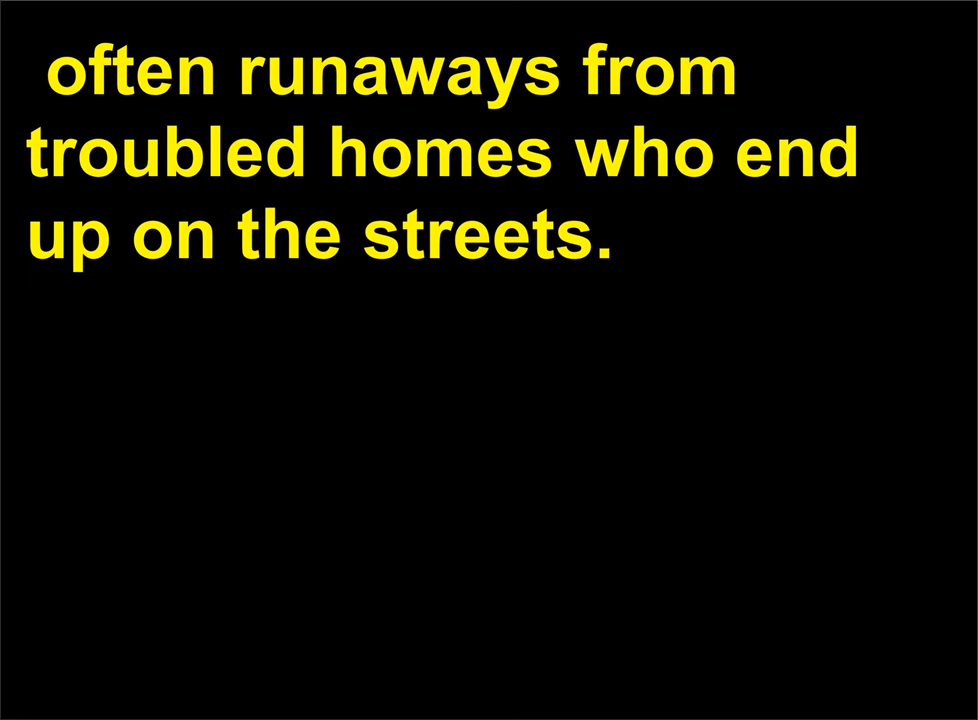 often runaways from
troubled homes who end
up on the streets.